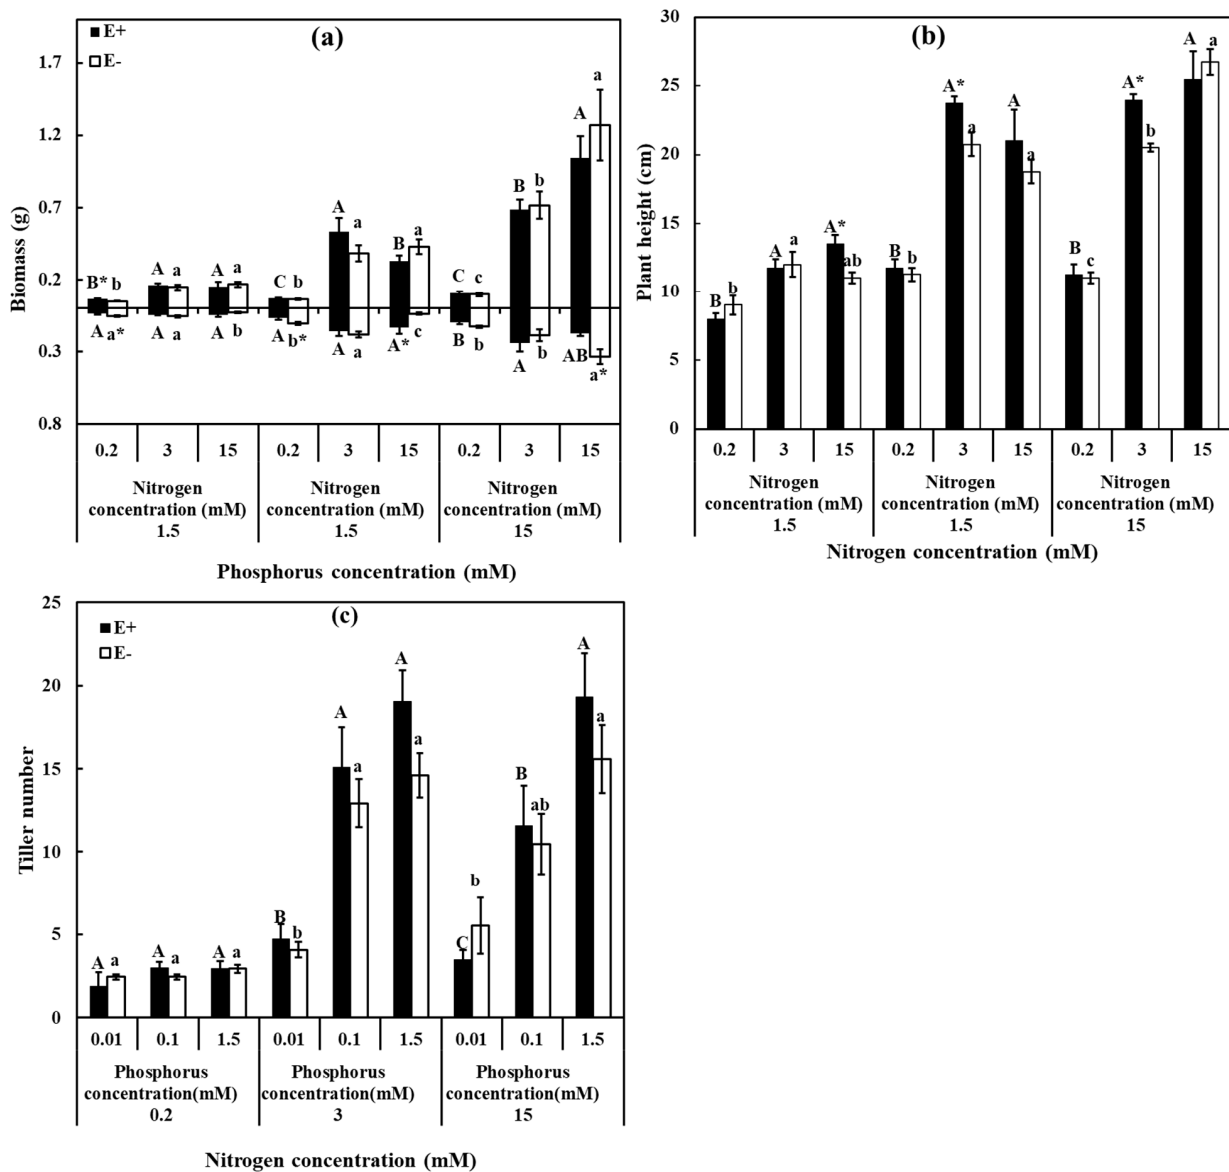 (a)
E+
E-
Biomass (g)
1.7
1.2
0.7
0.2
0.3
0.8
B* b A a A a C b A a B a C c B b A a
A a* A a A b A b* A a A* c B b A b AB a*
0.2 3 15 0.2 3 15 0.2 3 15
Nitrogen Nitrogen Nitrogen
concentration (mM) concentration (mM) concentration (mM)
1.5 1.5 15
Phosphorus concentration (mM)
(b)
Plant height (cm)
30
25
20
15
10
5
0
B b A a A* ab B b A* a A a B c A* b A a
0.2 3 15 0.2 3 15 0.2 3 15
Nitrogen Nitrogen Nitrogen
concentration (mM) concentration (mM) concentration (mM)
1.5 1.5 15
Nitrogen concentration (mM)
(c)
E+
E-
Tiller number
25
20
15
10
5
0
A a A a A a B b A a A a C b B ab A a
0.01 0.1 1.5 0.01 0.1 1.5 0.01 0.1 1.5
Phosphorus Phosphorus Phosphorus
concentration(mM) concentration(mM) concentration(mM)
0.2 3 15
Nitrogen concentration (mM)